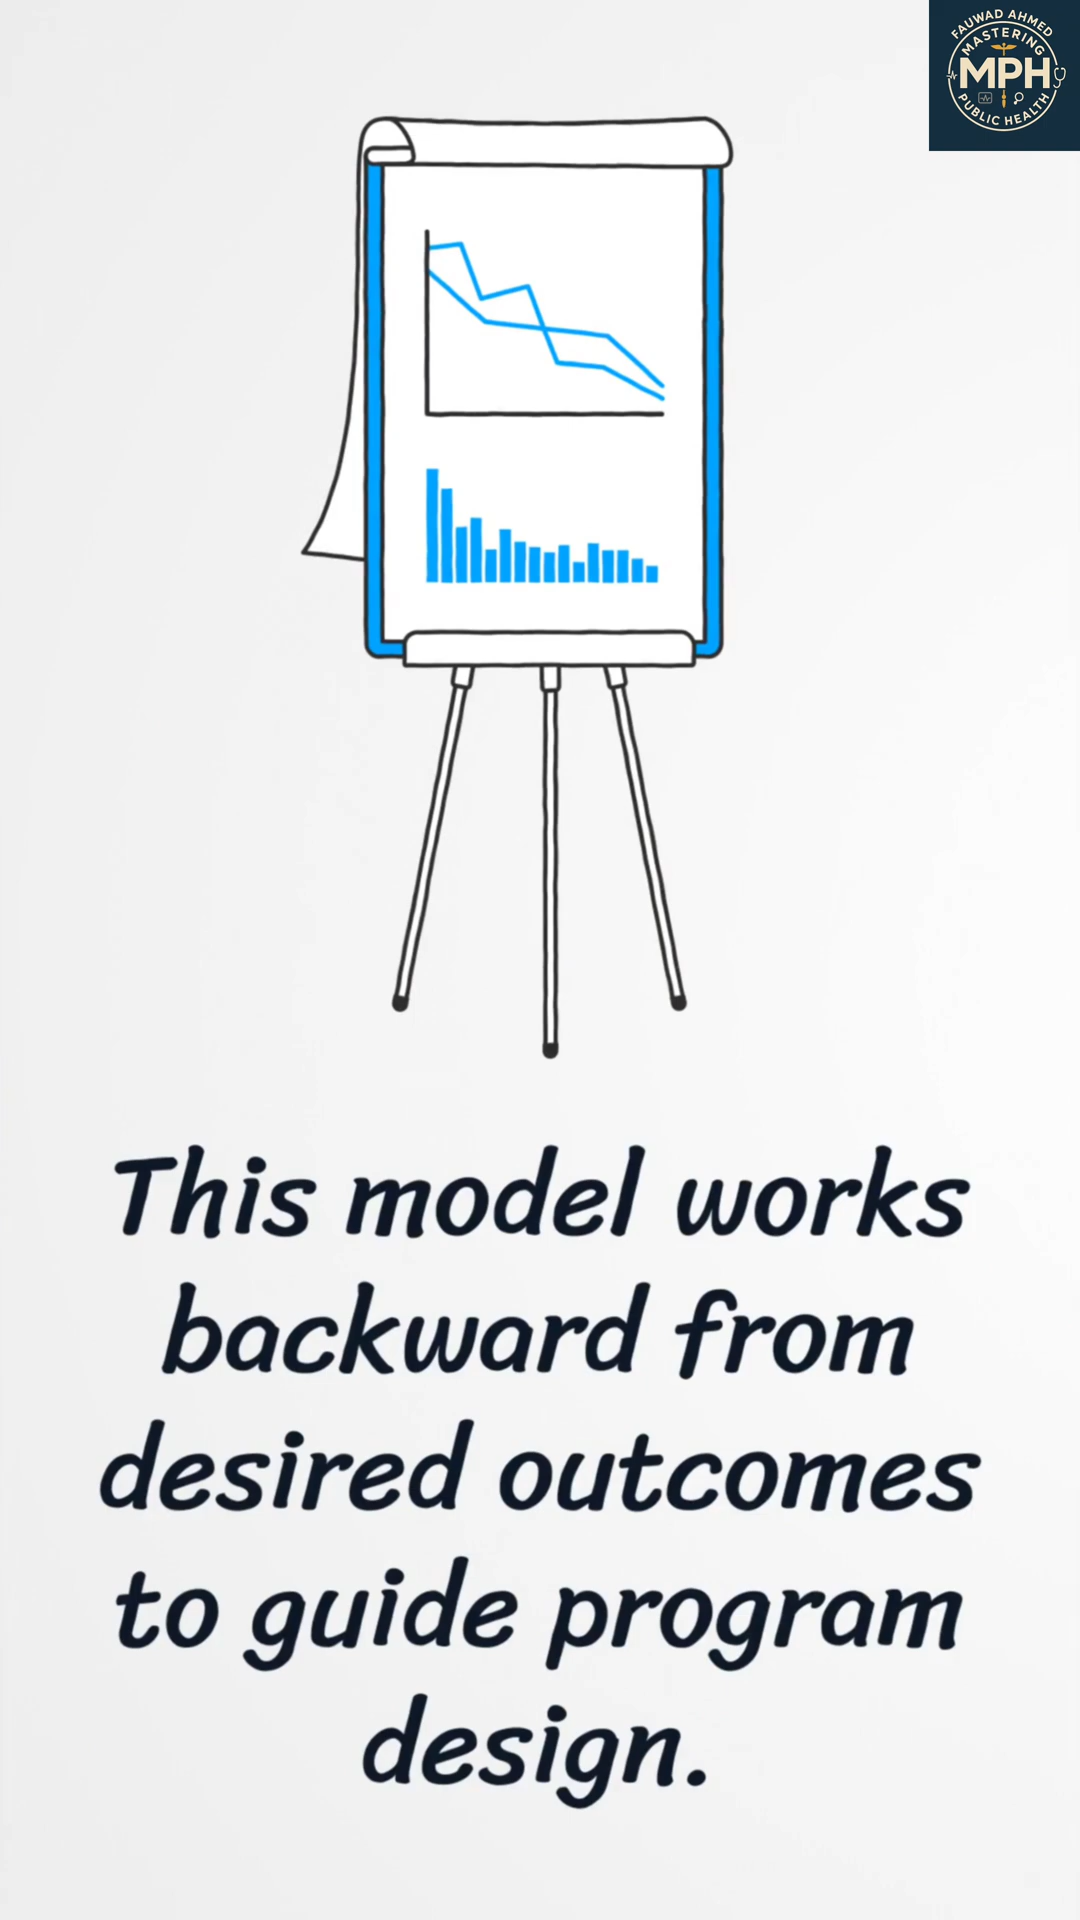 FAUWAD AHMED
MASTERING
MPH
PUBLIC HEALTH
This model works
backward from
desired outcomes
to guide program
design.